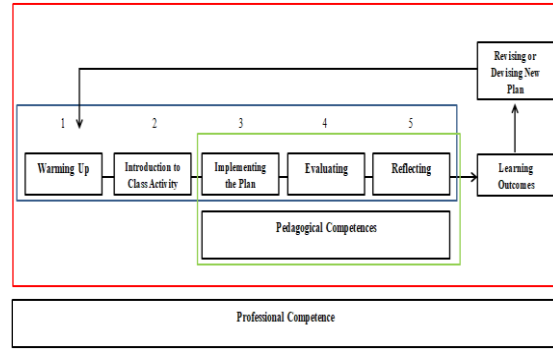 Revising or
Devising New
Plan
1 2 3 4 5
Warming Up
Introduction to
Class Activity
Implementing
the Plan
Evaluating
Reflecting
Learning
Outcomes
Pedagogical Competences
Professional Competence